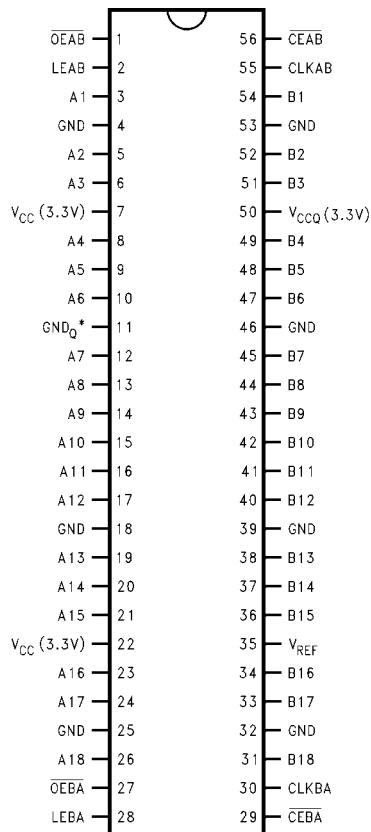 O̅E̅A̅B̅ 1 56 C̅E̅A̅B̅
LEAB 2 55 CLKAB
A1 3 54 B1
GND 4 53 GND
A2 5 52 B2
A3 6 51 B3
VCC (3.3V) 7 50 VCCQ (3.3V)
A4 8 49 B4
A5 9 48 B5
A6 10 47 B6
GNDQ* 11 46 GND
A7 12 45 B7
A8 13 44 B8
A9 14 43 B9
A10 15 42 B10
A11 16 41 B11
A12 17 40 B12
GND 18 39 GND
A13 19 38 B13
A14 20 37 B14
A15 21 36 B15
VCC (3.3V) 22 35 VREF
A16 23 34 B16
A17 24 33 B17
GND 25 32 GND
A18 26 31 B18
O̅E̅B̅A̅ 27 30 CLKBA
LEBA 28 29 C̅E̅B̅A̅